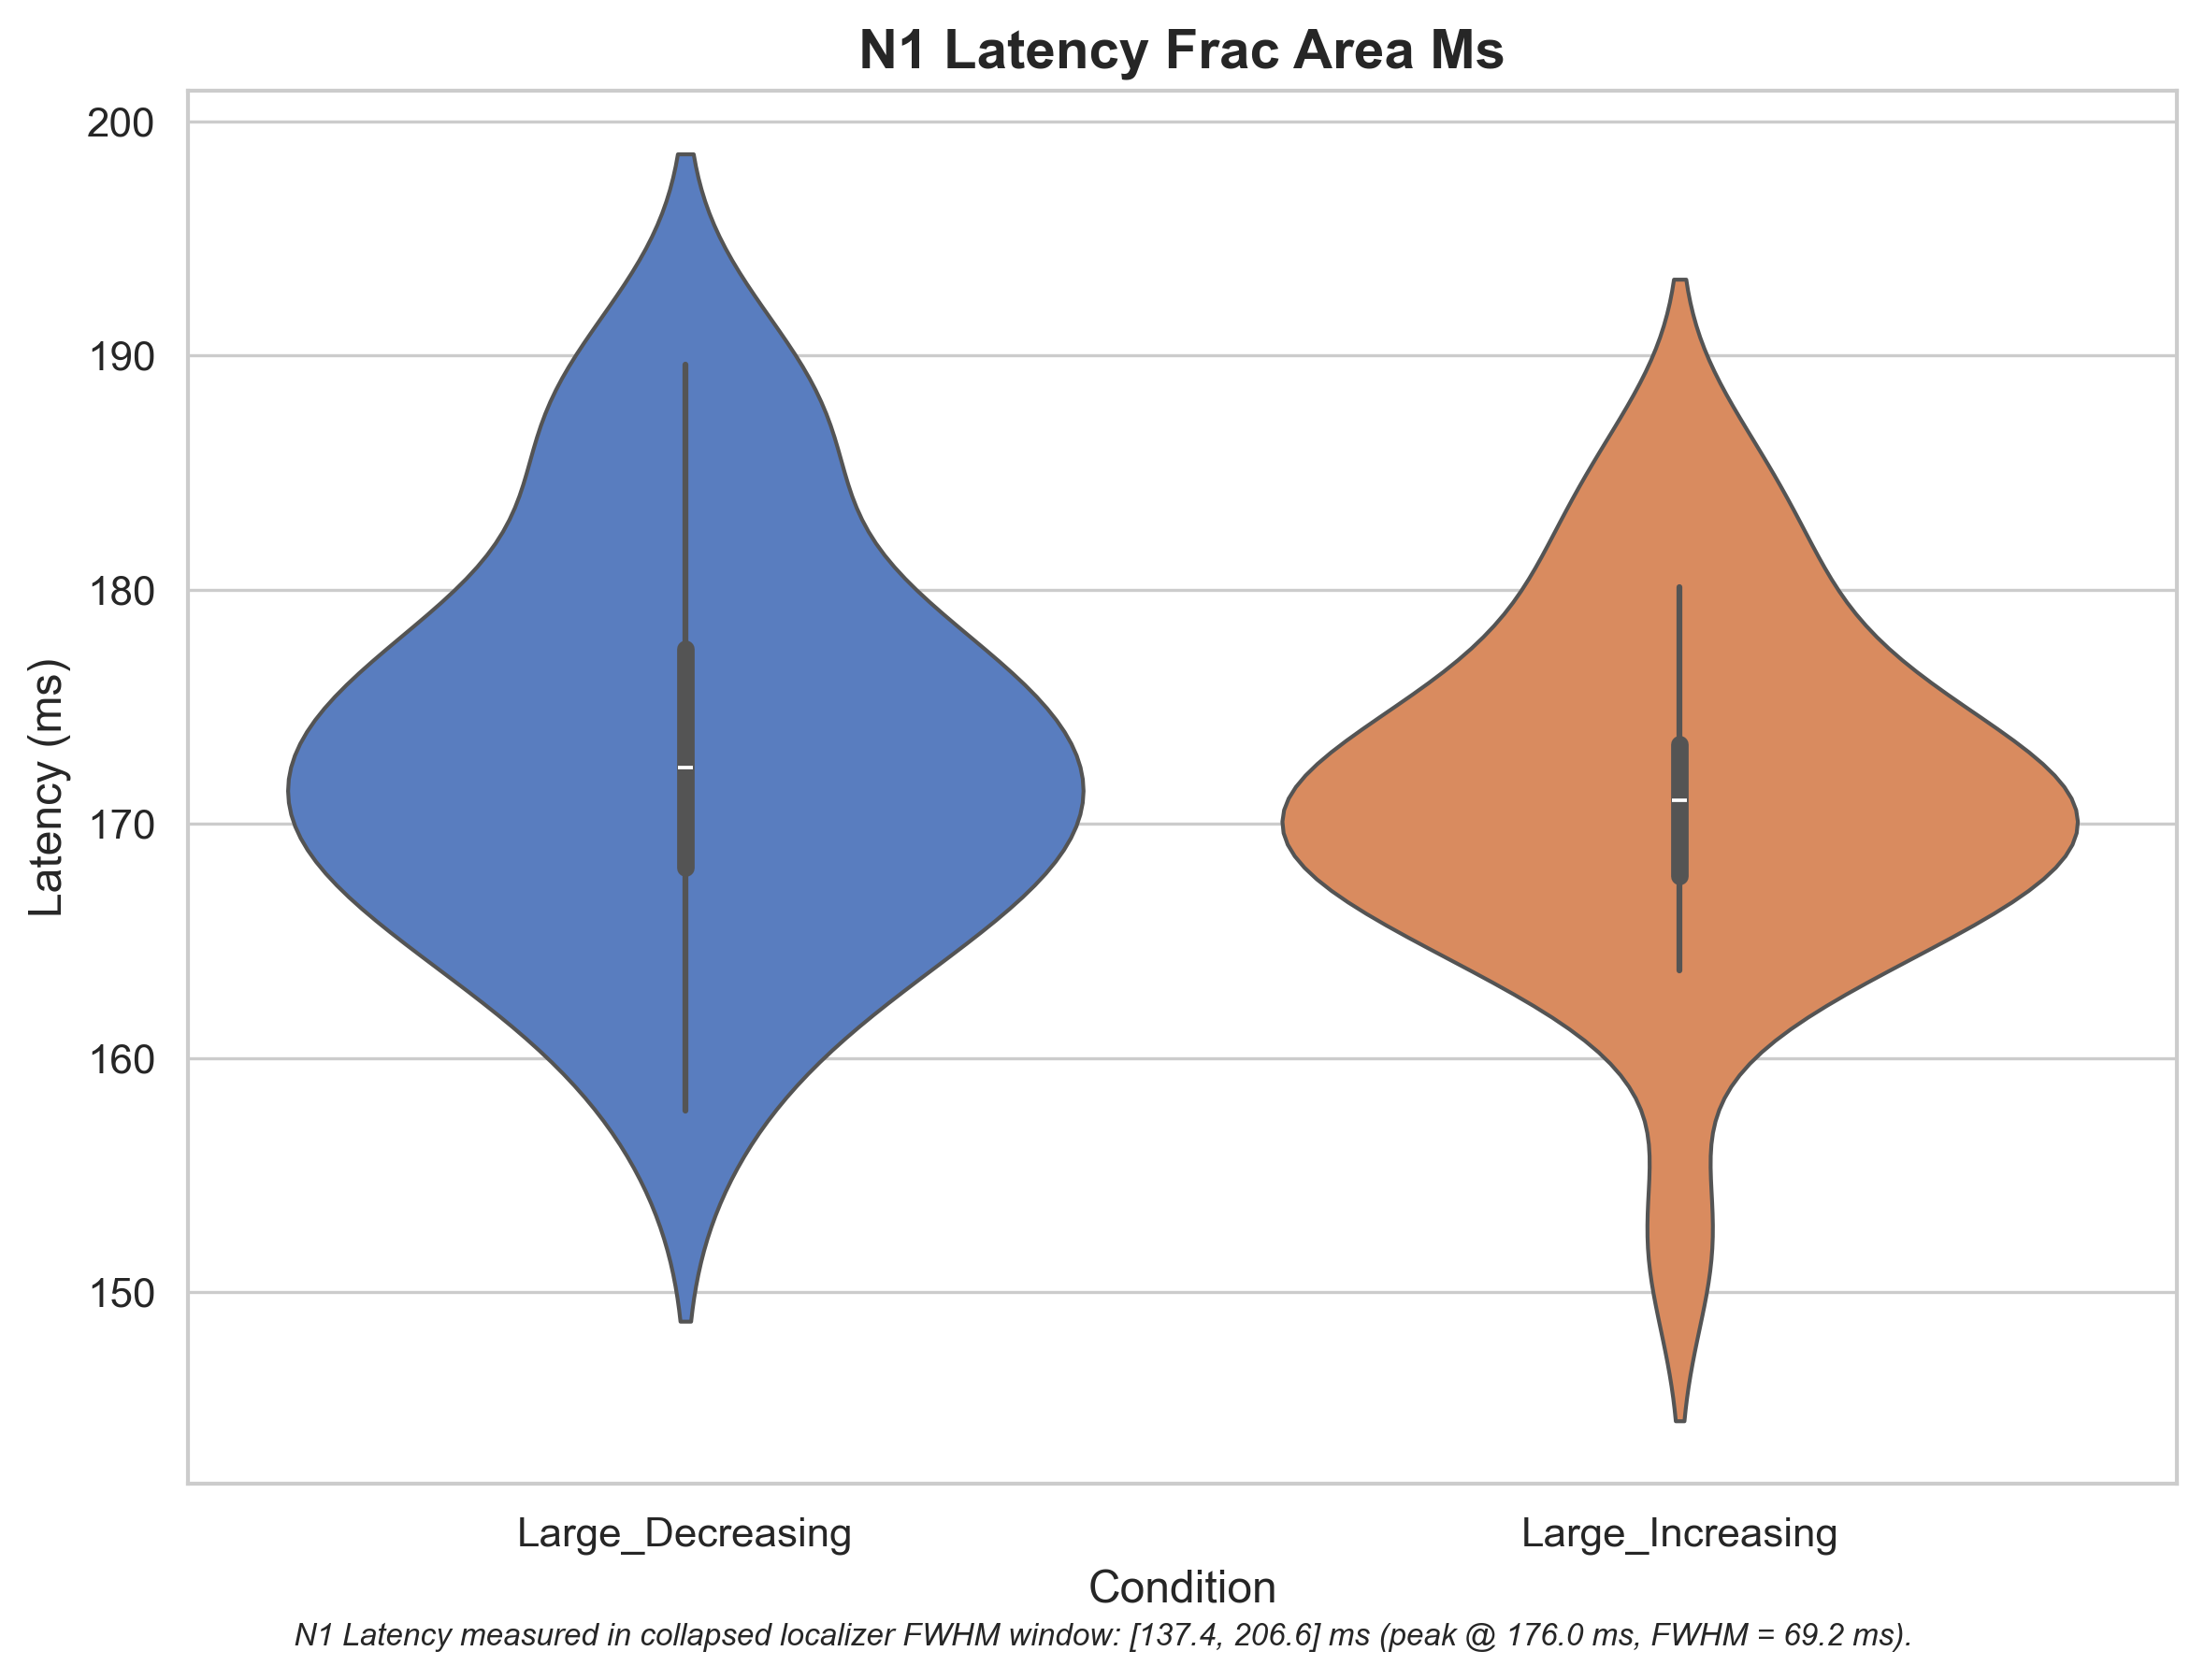 N1 Latency Frac Area Ms
200
190
180
170
160
150
Latency (ms)
Large_Decreasing
Large_Increasing
Condition
N1 Latency measured in collapsed localizer FWHM window: [137.4, 206.6] ms (peak @ 176.0 ms, FWHM = 69.2 ms).